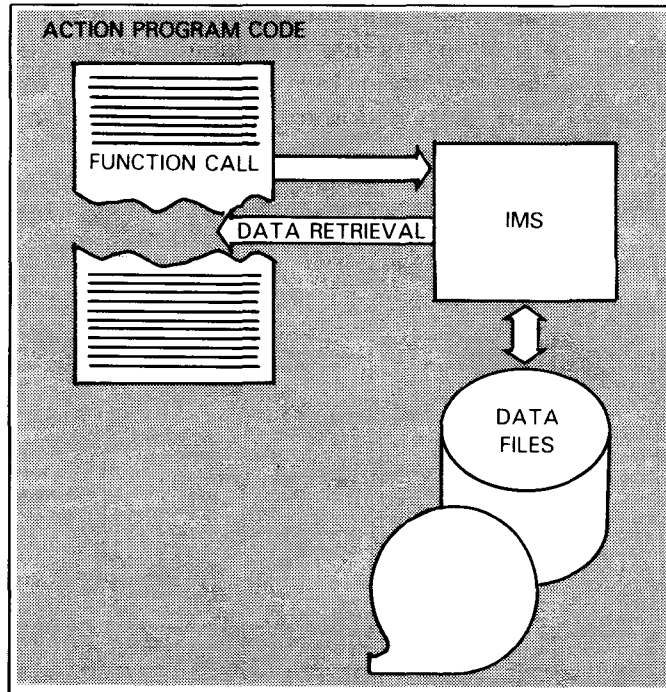 ACTION PROGRAM CODE
FUNCTION CALL
DATA RETRIEVAL
IMS
DATA
FILES